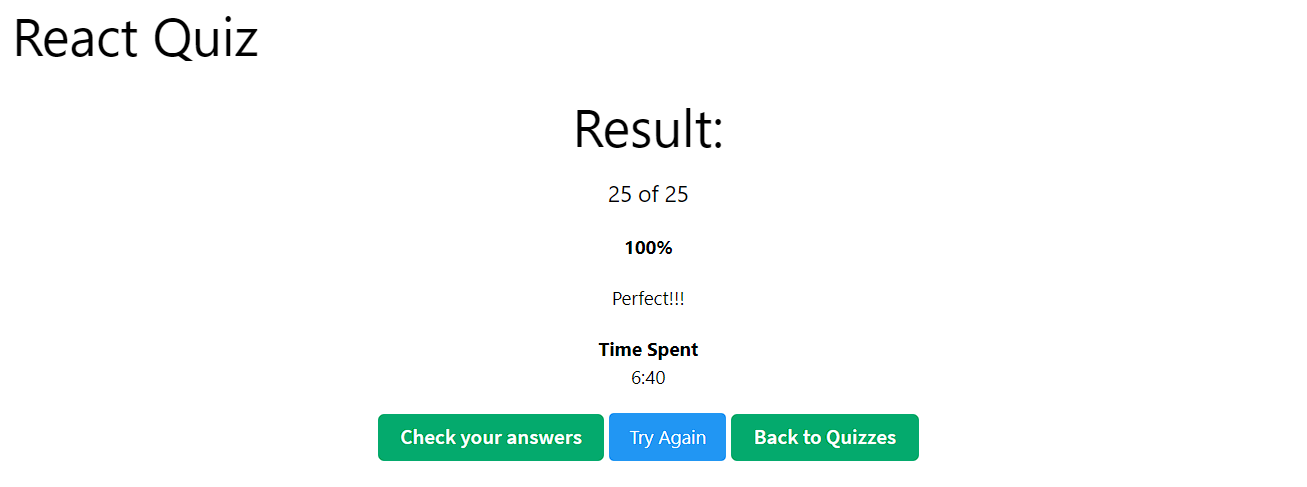 React Quiz
Result:
25 of 25
100%
Perfect!!!
Time Spent
6:40
Check your answers Try Again Back to Quizzes